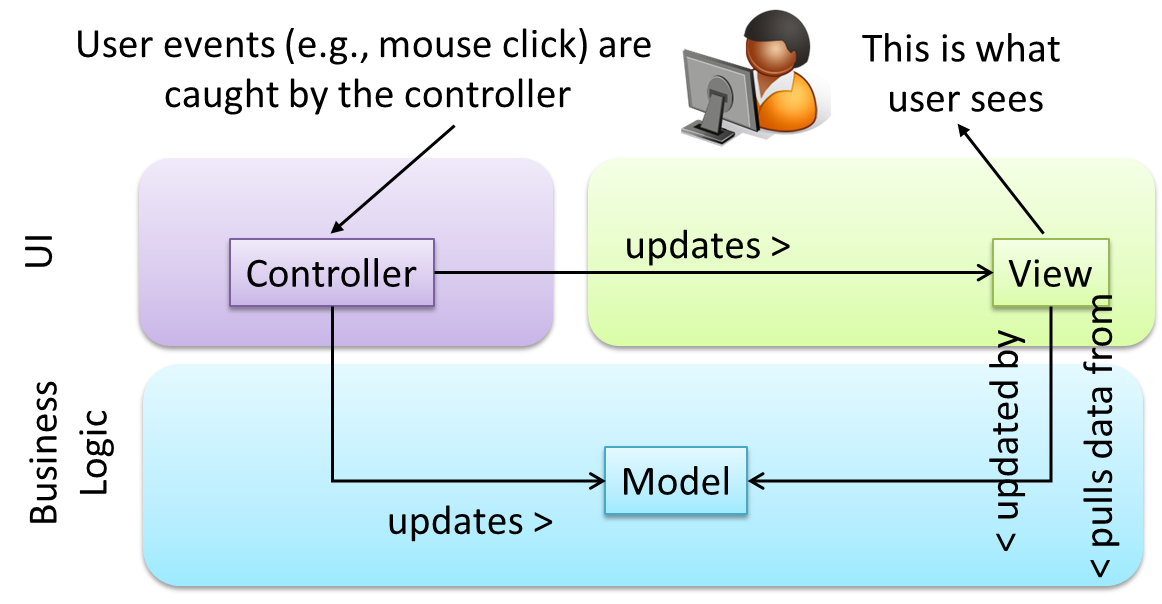 User events (e.g., mouse click) are
caught by the controller
This is what
user sees
UI
Controller
updates >
View
Business
Logic
Model
updates >
< updated by
< pulls data from